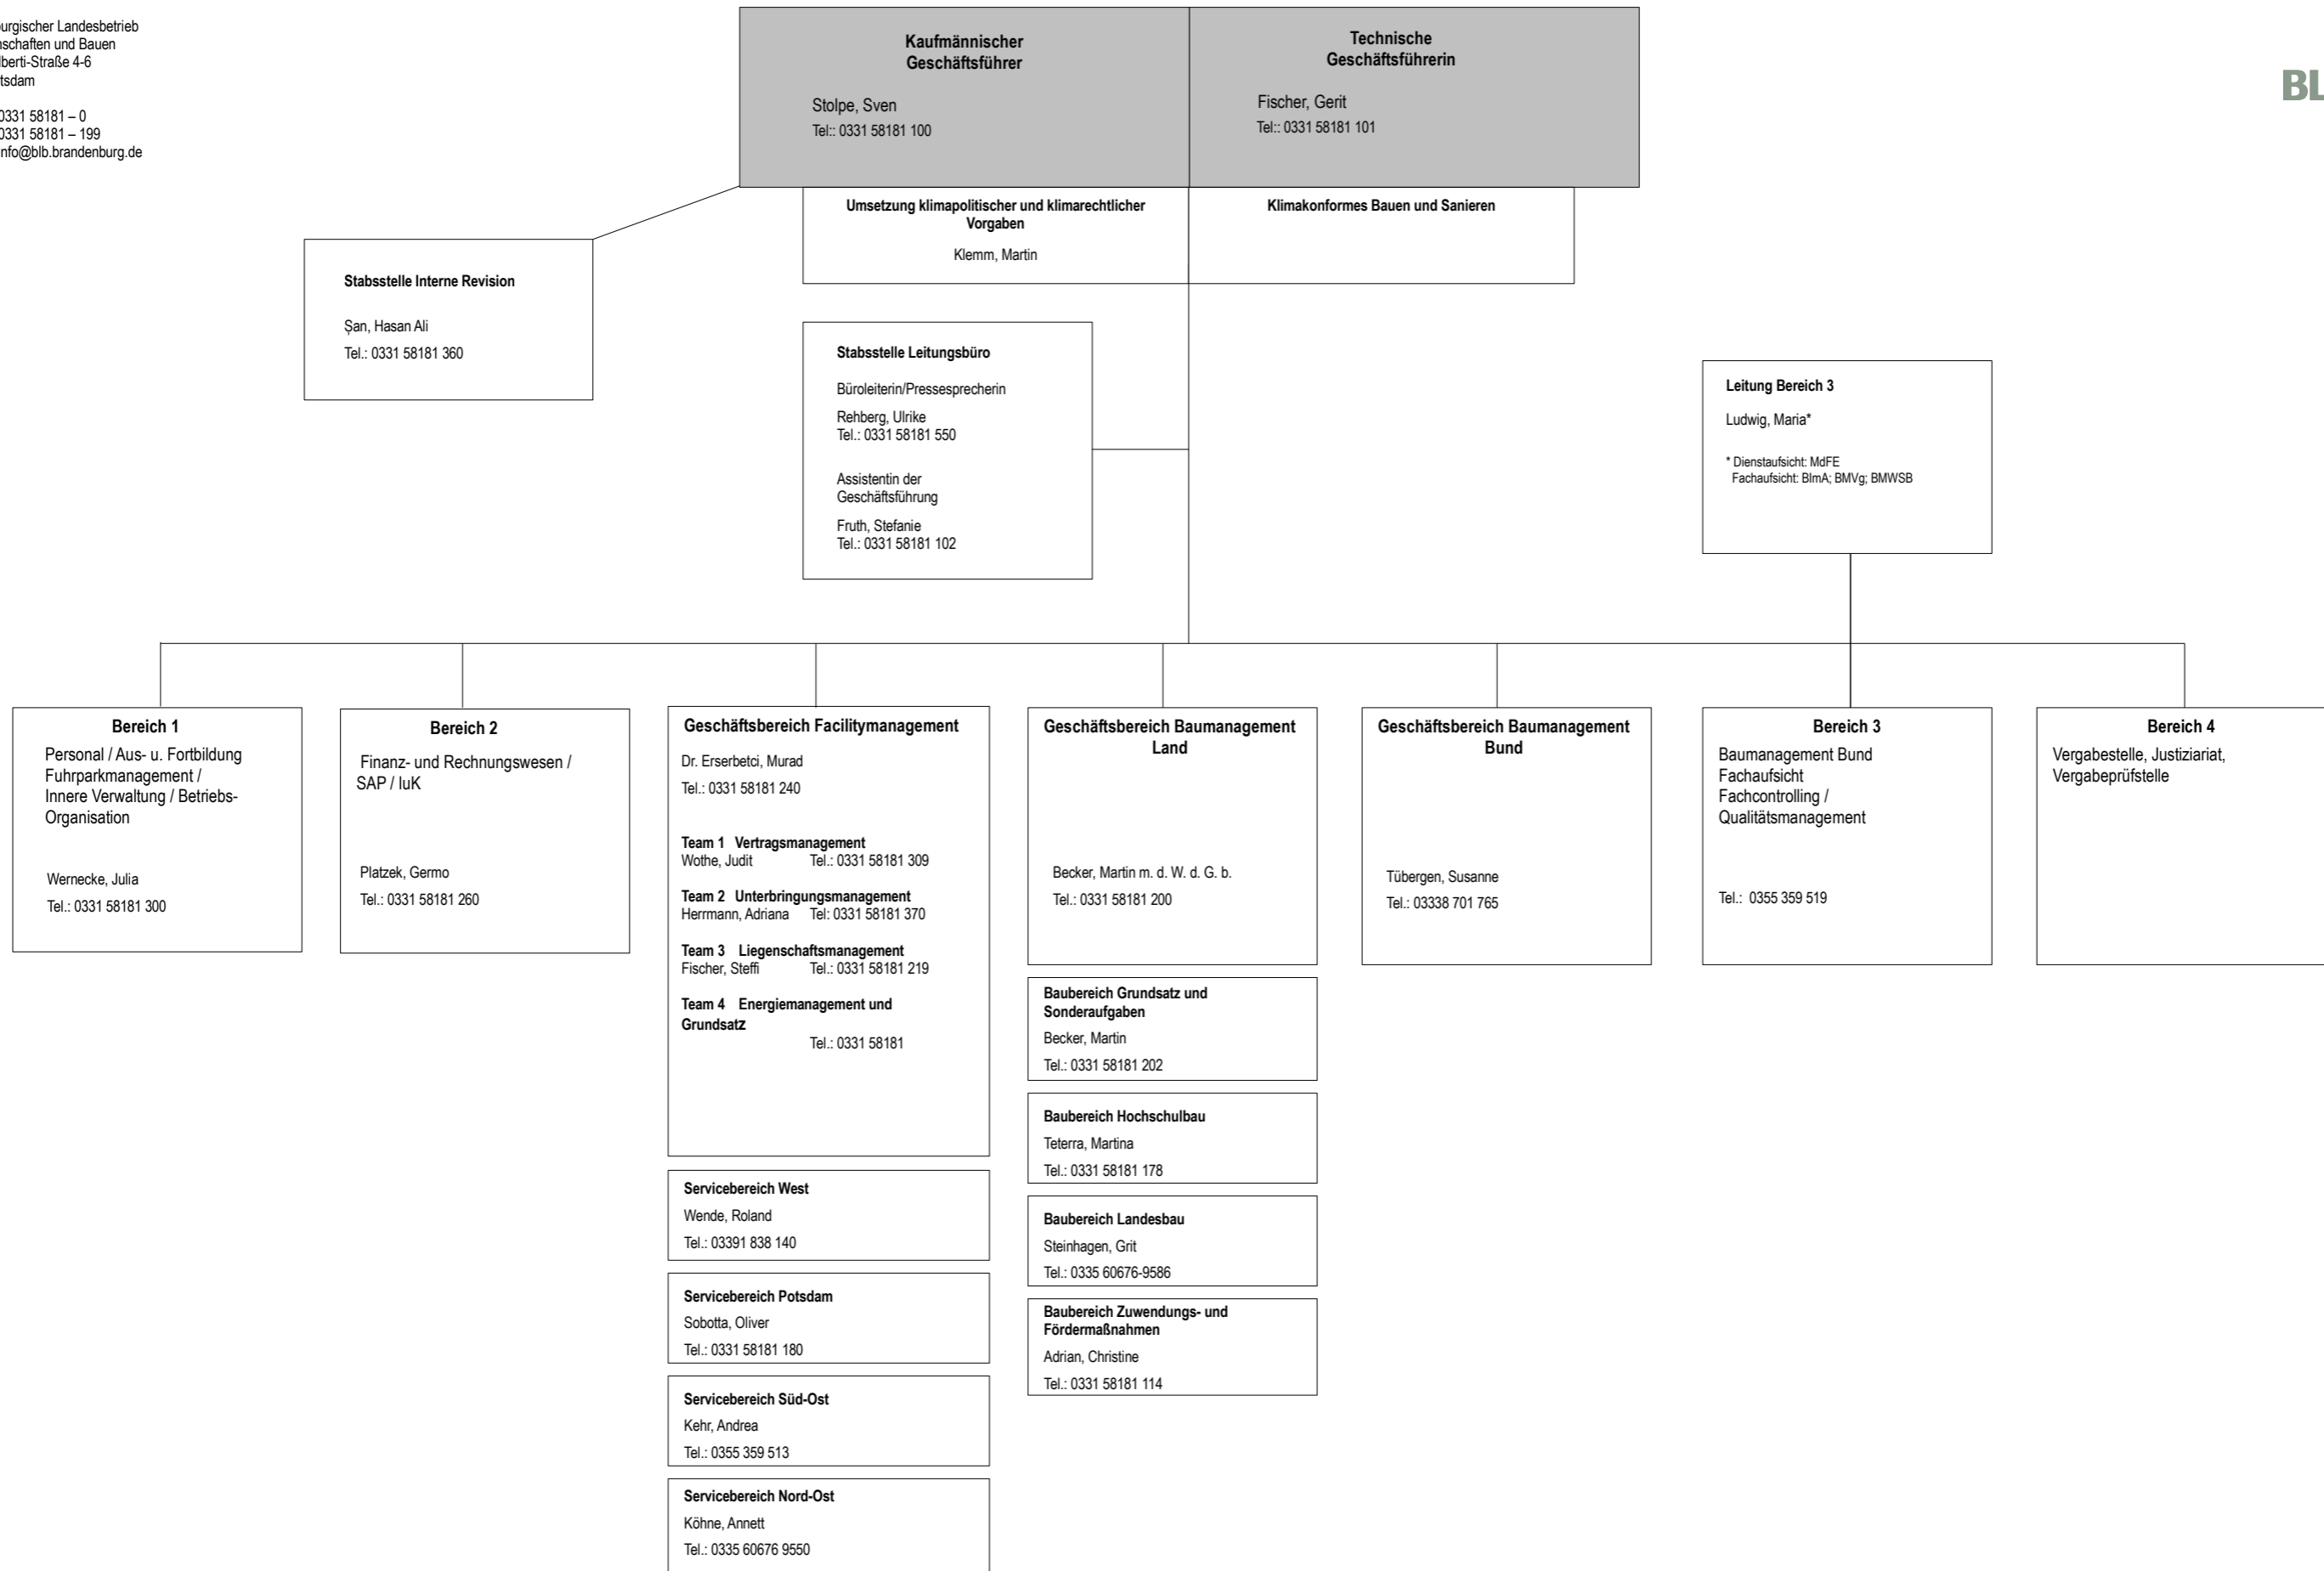 urgischer Landesbetrieb
schaften und Bauen
lberti-Straße 4-6
tsdam
0331 58181 – 0
0331 58181 – 199
nfo@blb.brandenburg.de
Kaufmännischer
Geschäftsführer
Stolpe, Sven
Tel:: 0331 58181 100
Technische
Geschäftsführerin
Fischer, Gerit
Tel:: 0331 58181 101
BL
Umsetzung klimapolitischer und klimarechtlicher
Vorgaben
Klemm, Martin
Klimakonformes Bauen und Sanieren
Stabsstelle Interne Revision
Șan, Hasan Ali
Tel.: 0331 58181 360
Stabsstelle Leitungsbüro
Büroleiterin/Pressesprecherin
Rehberg, Ulrike
Tel.: 0331 58181 550
Assistentin der
Geschäftsführung
Fruth, Stefanie
Tel.: 0331 58181 102
Leitung Bereich 3
Ludwig, Maria*
* Dienstaufsicht: MdFE
Fachaufsicht: BImA; BMVg; BMWSB
Bereich 1
Personal / Aus- u. Fortbildung
Fuhrparkmanagement /
Innere Verwaltung / Betriebs-
Organisation
Wernecke, Julia
Tel.: 0331 58181 300
Bereich 2
Finanz- und Rechnungswesen /
SAP / IuK
Platzek, Germo
Tel.: 0331 58181 260
Geschäftsbereich Facilitymanagement
Dr. Erserbetci, Murad
Tel.: 0331 58181 240
Team 1 Vertragsmanagement
Wothe, Judit Tel.: 0331 58181 309
Team 2 Unterbringungsmanagement
Herrmann, Adriana Tel: 0331 58181 370
Team 3 Liegenschaftsmanagement
Fischer, Steffi Tel.: 0331 58181 219
Team 4 Energiemanagement und
Grundsatz
Tel.: 0331 58181
Servicebereich West
Wende, Roland
Tel.: 03391 838 140
Servicebereich Potsdam
Sobotta, Oliver
Tel.: 0331 58181 180
Servicebereich Süd-Ost
Kehr, Andrea
Tel.: 0355 359 513
Servicebereich Nord-Ost
Köhne, Annett
Tel.: 0335 60676 9550
Geschäftsbereich Baumanagement
Land
Becker, Martin m. d. W. d. G. b.
Tel.: 0331 58181 200
Baubereich Grundsatz und
Sonderaufgaben
Becker, Martin
Tel.: 0331 58181 202
Baubereich Hochschulbau
Teterra, Martina
Tel.: 0331 58181 178
Baubereich Landesbau
Steinhagen, Grit
Tel.: 0335 60676-9586
Baubereich Zuwendungs- und
Fördermaßnahmen
Adrian, Christine
Tel.: 0331 58181 114
Geschäftsbereich Baumanagement
Bund
Tübergen, Susanne
Tel.: 03338 701 765
Bereich 3
Baumanagement Bund
Fachaufsicht
Fachcontrolling /
Qualitätsmanagement
Tel.: 0355 359 519
Bereich 4
Vergabestelle, Justiziariat,
Vergabeprüfstelle